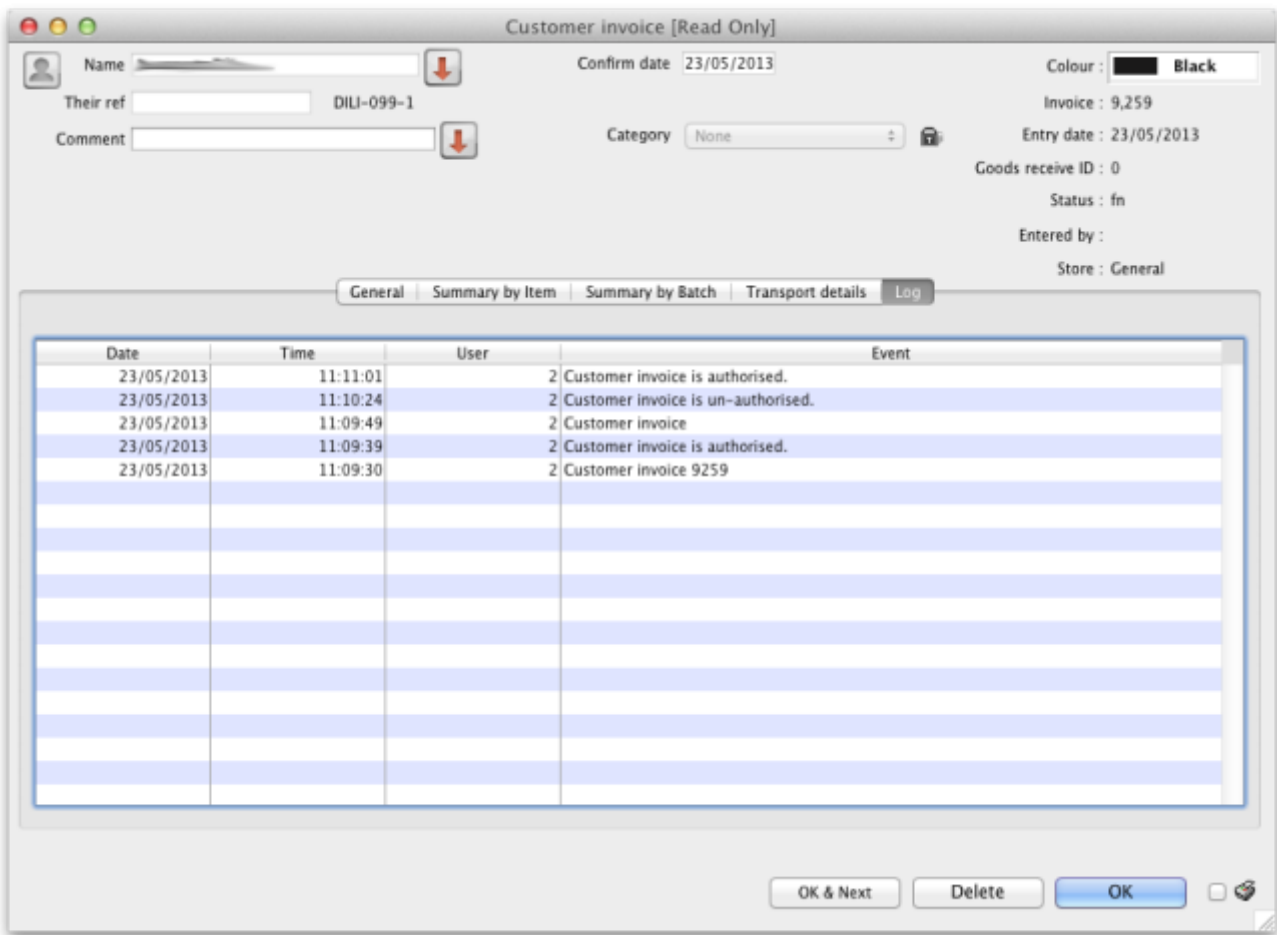 Customer invoice [Read Only]
Name
Confirm date 23/05/2013
Colour : Black
Their ref
DILI-099-1
Invoice : 9,259
Comment
Category None
Entry date : 23/05/2013
Goods receive ID : 0
Status : fn
Entered by :
Store : General
General Summary by Item Summary by Batch Transport details Log
Date Time User Event
23/05/2013 11:11:01 2 Customer invoice is authorised.
23/05/2013 11:10:24 2 Customer invoice is un-authorised.
23/05/2013 11:09:49 2 Customer invoice
23/05/2013 11:09:39 2 Customer invoice is authorised.
23/05/2013 11:09:30 2 Customer invoice 9259
OK & Next Delete OK